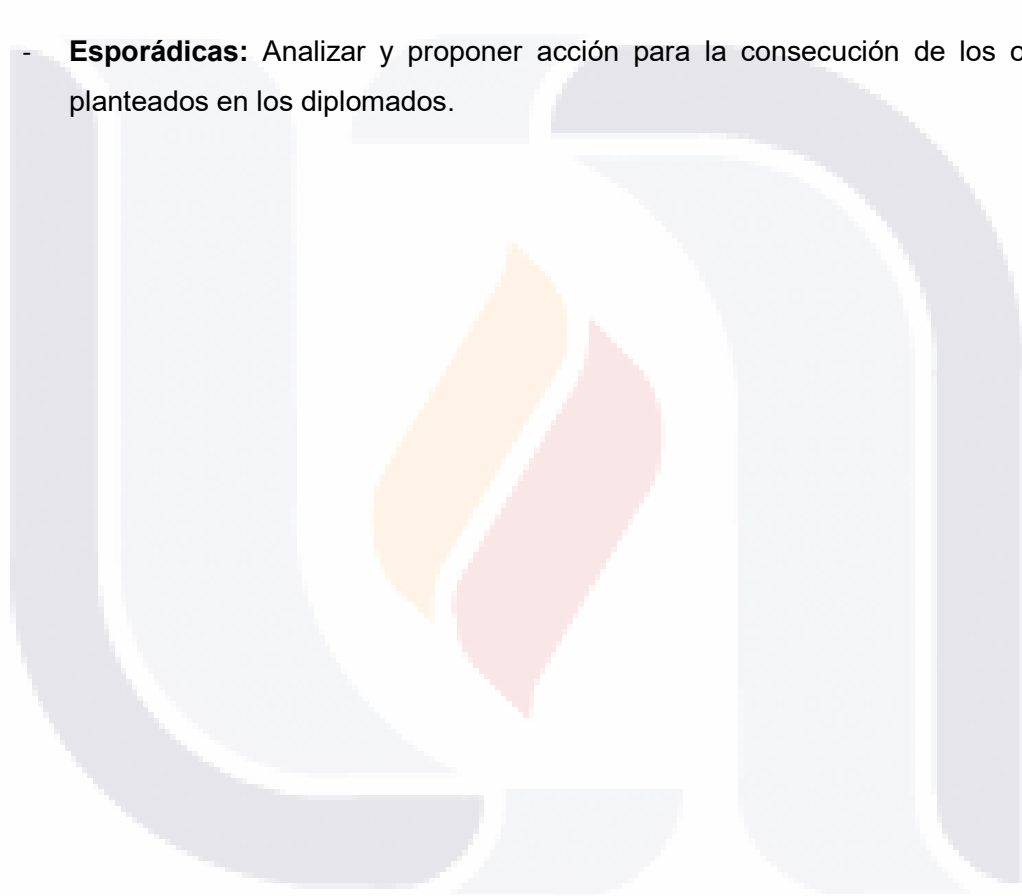 - Esporádicas: Analizar y proponer acción para la consecución de los
planteados en los diplomados.